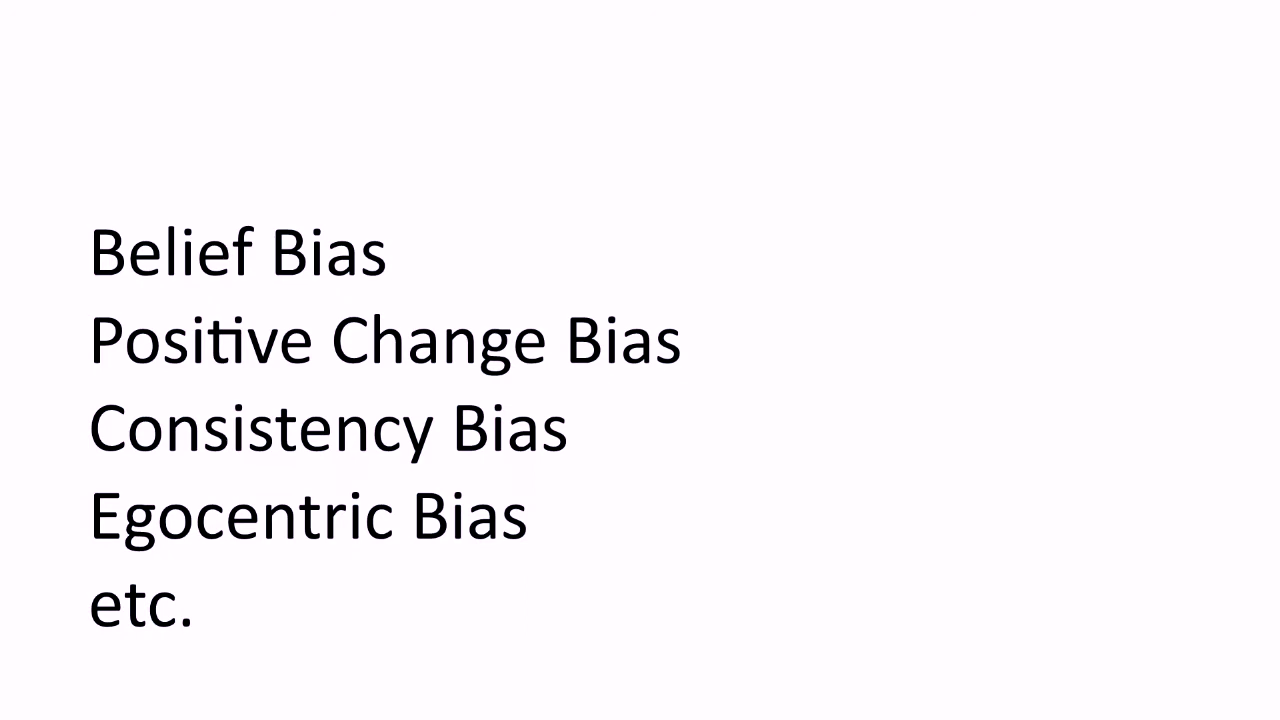 Belief Bias
Positive Change Bias
Consistency Bias
Egocentric Bias
etc.